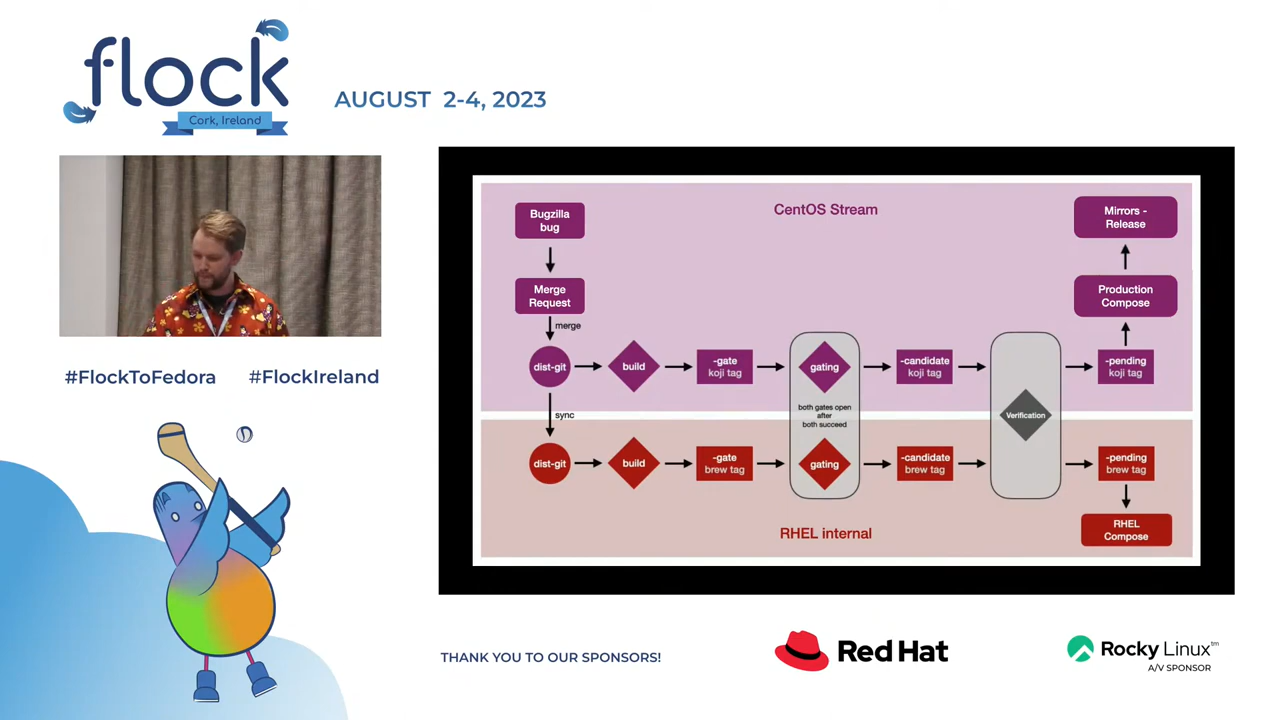 flock
Cork, Ireland
AUGUST 2-4, 2023
#FlockToFedora #FlockIreland
CentOS Stream
Bugzilla
bug
Merge
Request
merge
dist-git
build
-gate
koji tag
gating
-candidate
koji tag
-pending
koji tag
Production
Compose
Mirrors -
Release
both gates open
after
both succeed
Verification
sync
dist-git
build
-gate
brew tag
gating
-candidate
brew tag
-pending
brew tag
RHEL
Compose
RHEL internal
THANK YOU TO OUR SPONSORS!
Red Hat
Rocky Linux™
A/V SPONSOR